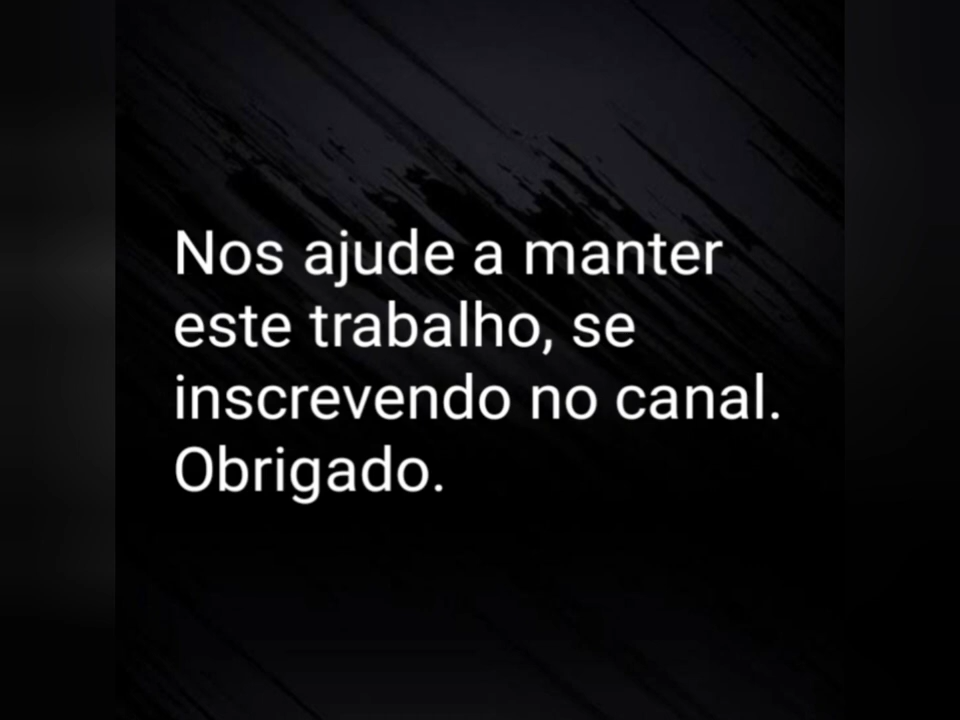 Nos ajude a manter
este trabalho, se
inscrevendo no canal.
Obrigado.